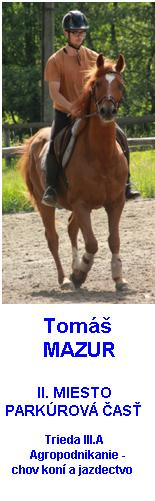 Tomáš
MAZUR
II. MIESTO
PARKÚROVÁ ČASŤ
Trieda III.A
Agropodnikanie -
chov koní a jazdectvo